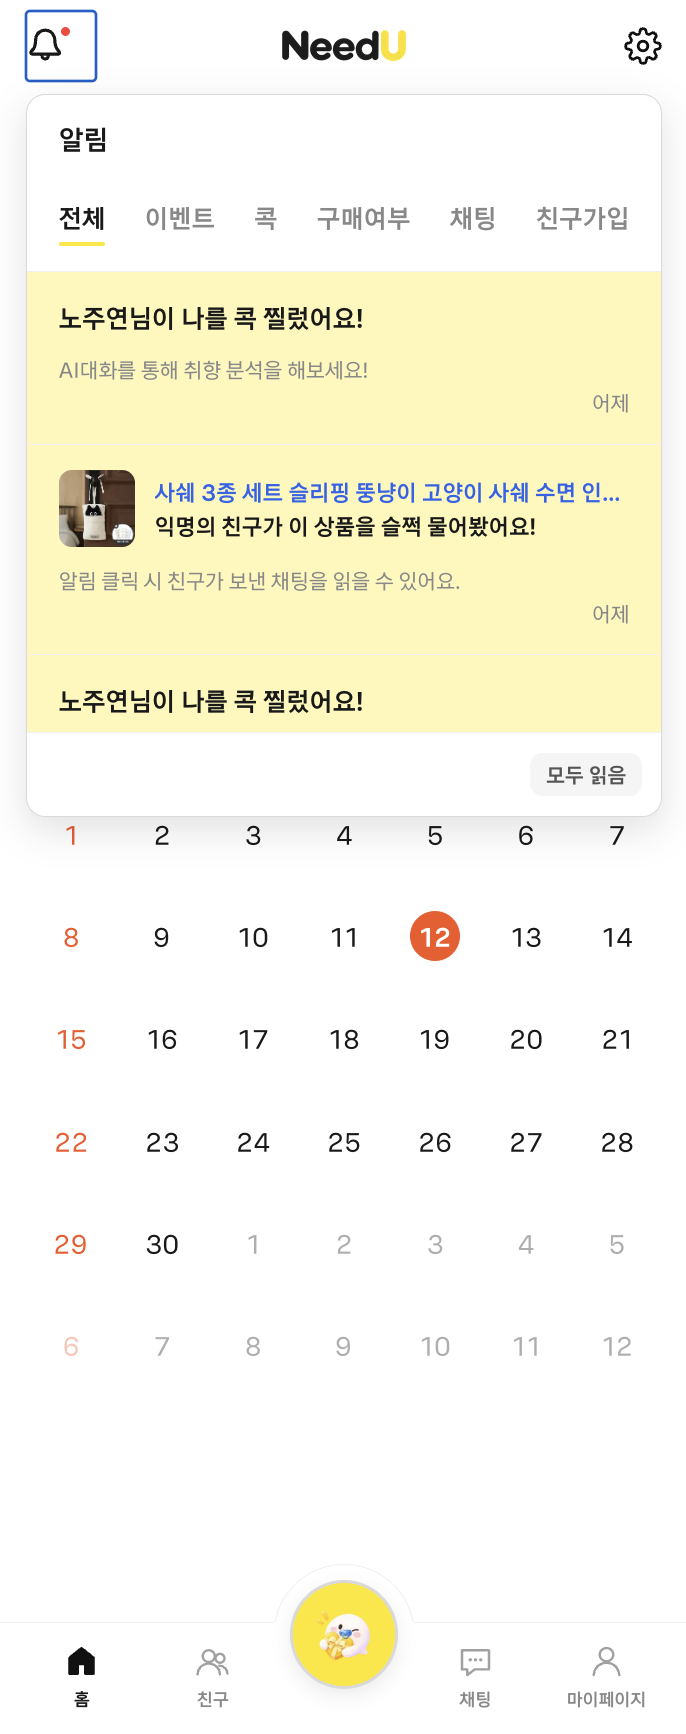 NeedU
알림
전체 이벤트 콕 구매여부 채팅 친구가입
노주연님이 나를 콕 찔렀어요!
AI대화를 통해 취향 분석을 해보세요!
어제
사쉐 3종 세트 슬리핑 뚱냥이 고양이 사쉐 수면 인...
익명의 친구가 이 상품을 슬쩍 물어봤어요!
알림 클릭 시 친구가 보낸 채팅을 읽을 수 있어요.
어제
노주연님이 나를 콕 찔렀어요!
모두 읽음
1 2 3 4 5 6 7
8 9 10 11 12 13 14
15 16 17 18 19 20 21
22 23 24 25 26 27 28
29 30 1 2 3 4 5
6 7 8 9 10 11 12
홈 친구 채팅 마이페이지